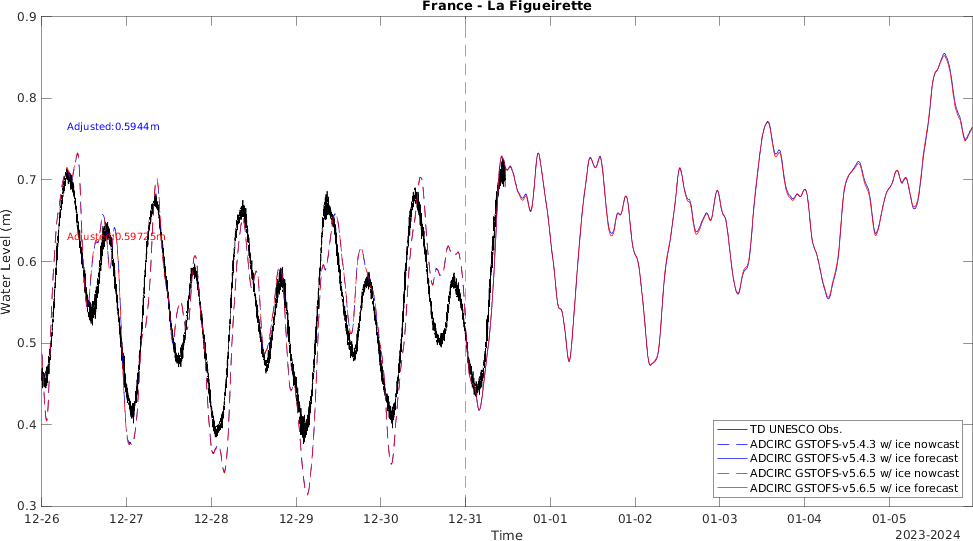 France - La Figueirette
0.9
0.8
0.7
0.6
0.5
0.4
0.3
Water Level (m)
Adjusted:0.5944m
Adjusted:0.59725m
TD UNESCO Obs.
ADCIRC GSTOFS-v5.4.3 w/ ice nowcast
ADCIRC GSTOFS-v5.4.3 w/ ice forecast
ADCIRC GSTOFS-v5.6.5 w/ ice nowcast
ADCIRC GSTOFS-v5.6.5 w/ ice forecast
12-26 12-27 12-28 12-29 12-30 12-31 01-01 01-02 01-03 01-04 01-05
Time
2023-2024